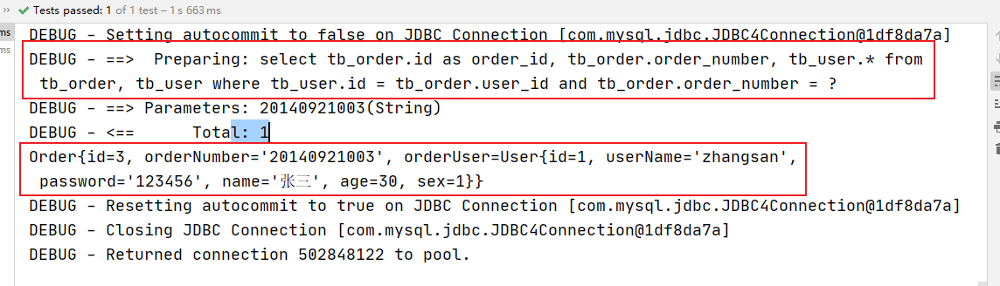 ›› Tests passed: 1 of 1 test – 1 s 663 ms
ms DEBUG - Setting autocommit to false on JDBC Connection [com.mysql.jdbc.JDBC4Connection@1df8da7a]
ms DEBUG - ==>  Preparing: select tb_order.id as order_id, tb_order.order_number, tb_user.* from
tb_order, tb_user where tb_user.id = tb_order.user_id and tb_order.order_number = ?
DEBUG - ==> Parameters: 20140921003(String)
DEBUG - <==      Total: 1
Order{id=3, orderNumber='20140921003', orderUser=User{id=1, userName='zhangsan',
password='123456', name='张三', age=30, sex=1}}
DEBUG - Resetting autocommit to true on JDBC Connection [com.mysql.jdbc.JDBC4Connection@1df8da7a]
DEBUG - Closing JDBC Connection [com.mysql.jdbc.JDBC4Connection@1df8da7a]
DEBUG - Returned connection 502848122 to pool.